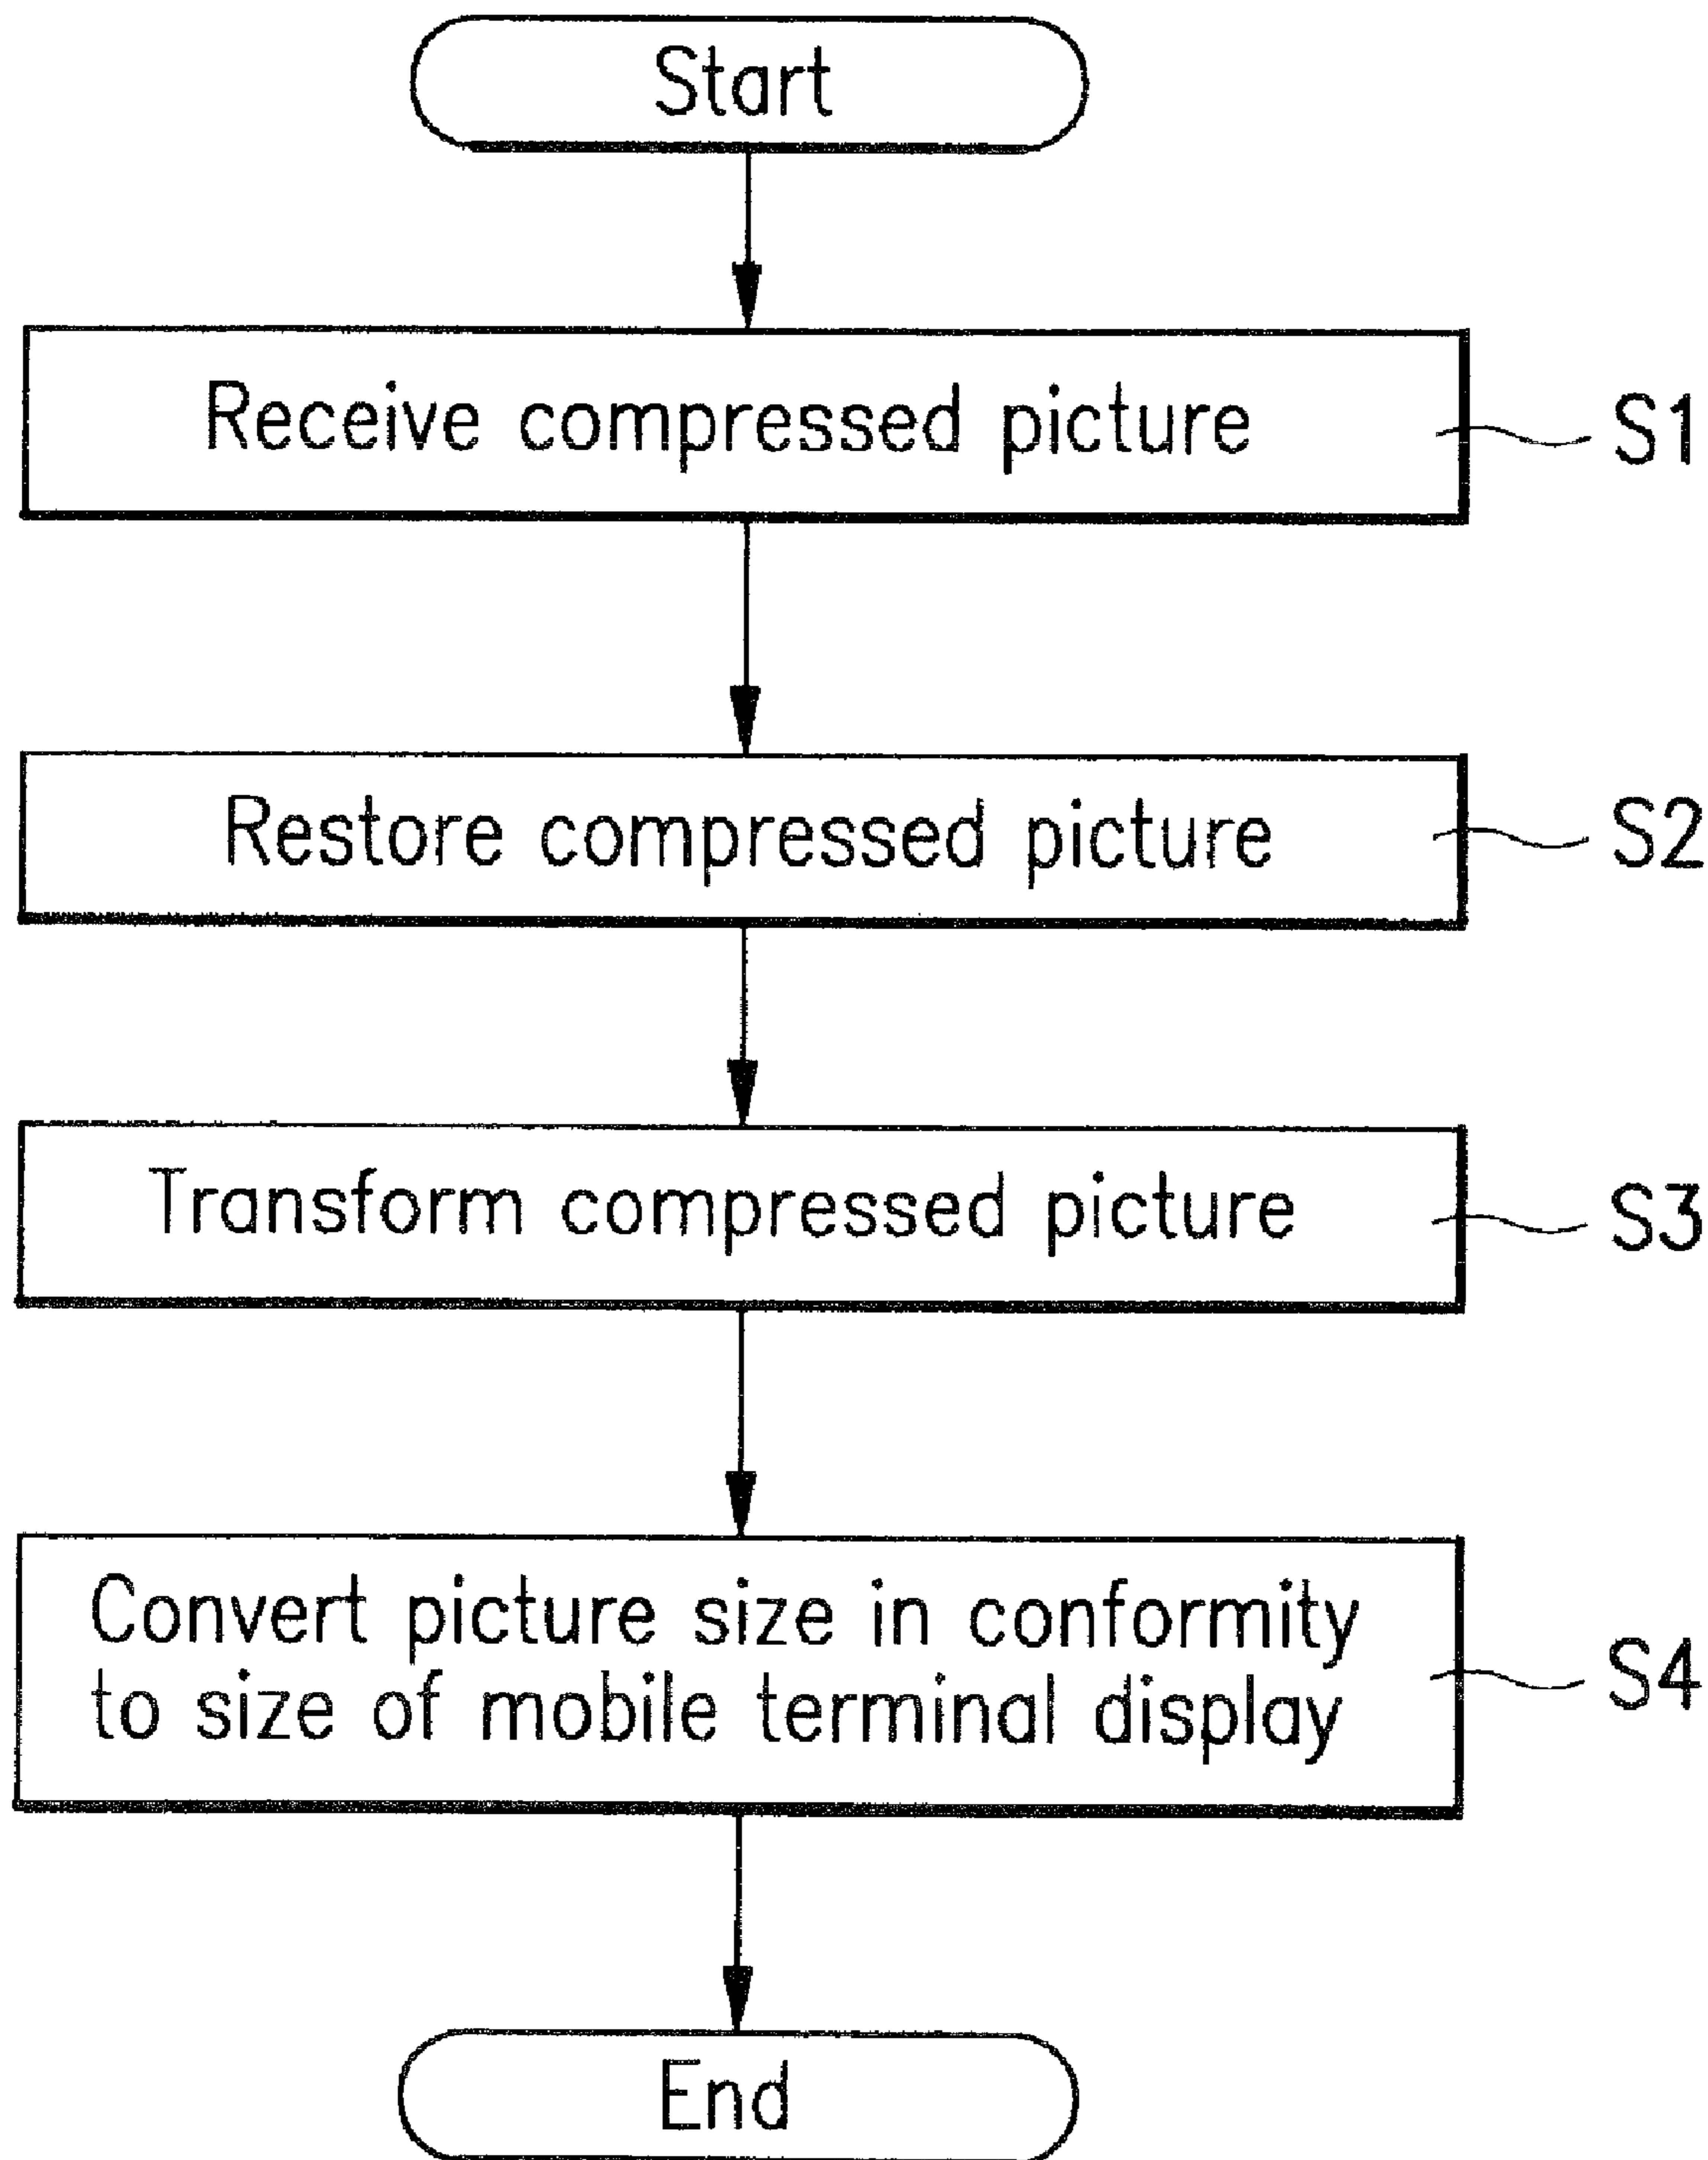 Start
Receive compressed picture
S1
Restore compressed picture
S2
Transform compressed picture
S3
Convert picture size in conformity
to size of mobile terminal display
S4
End